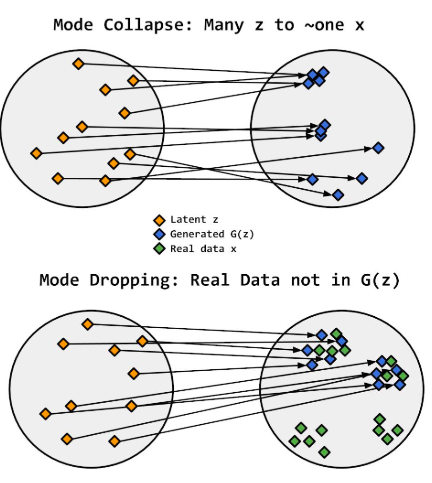 Mode Collapse: Many z to ~one x
Latent z
Generated G(z)
Real data x
Mode Dropping: Real Data not in G(z)